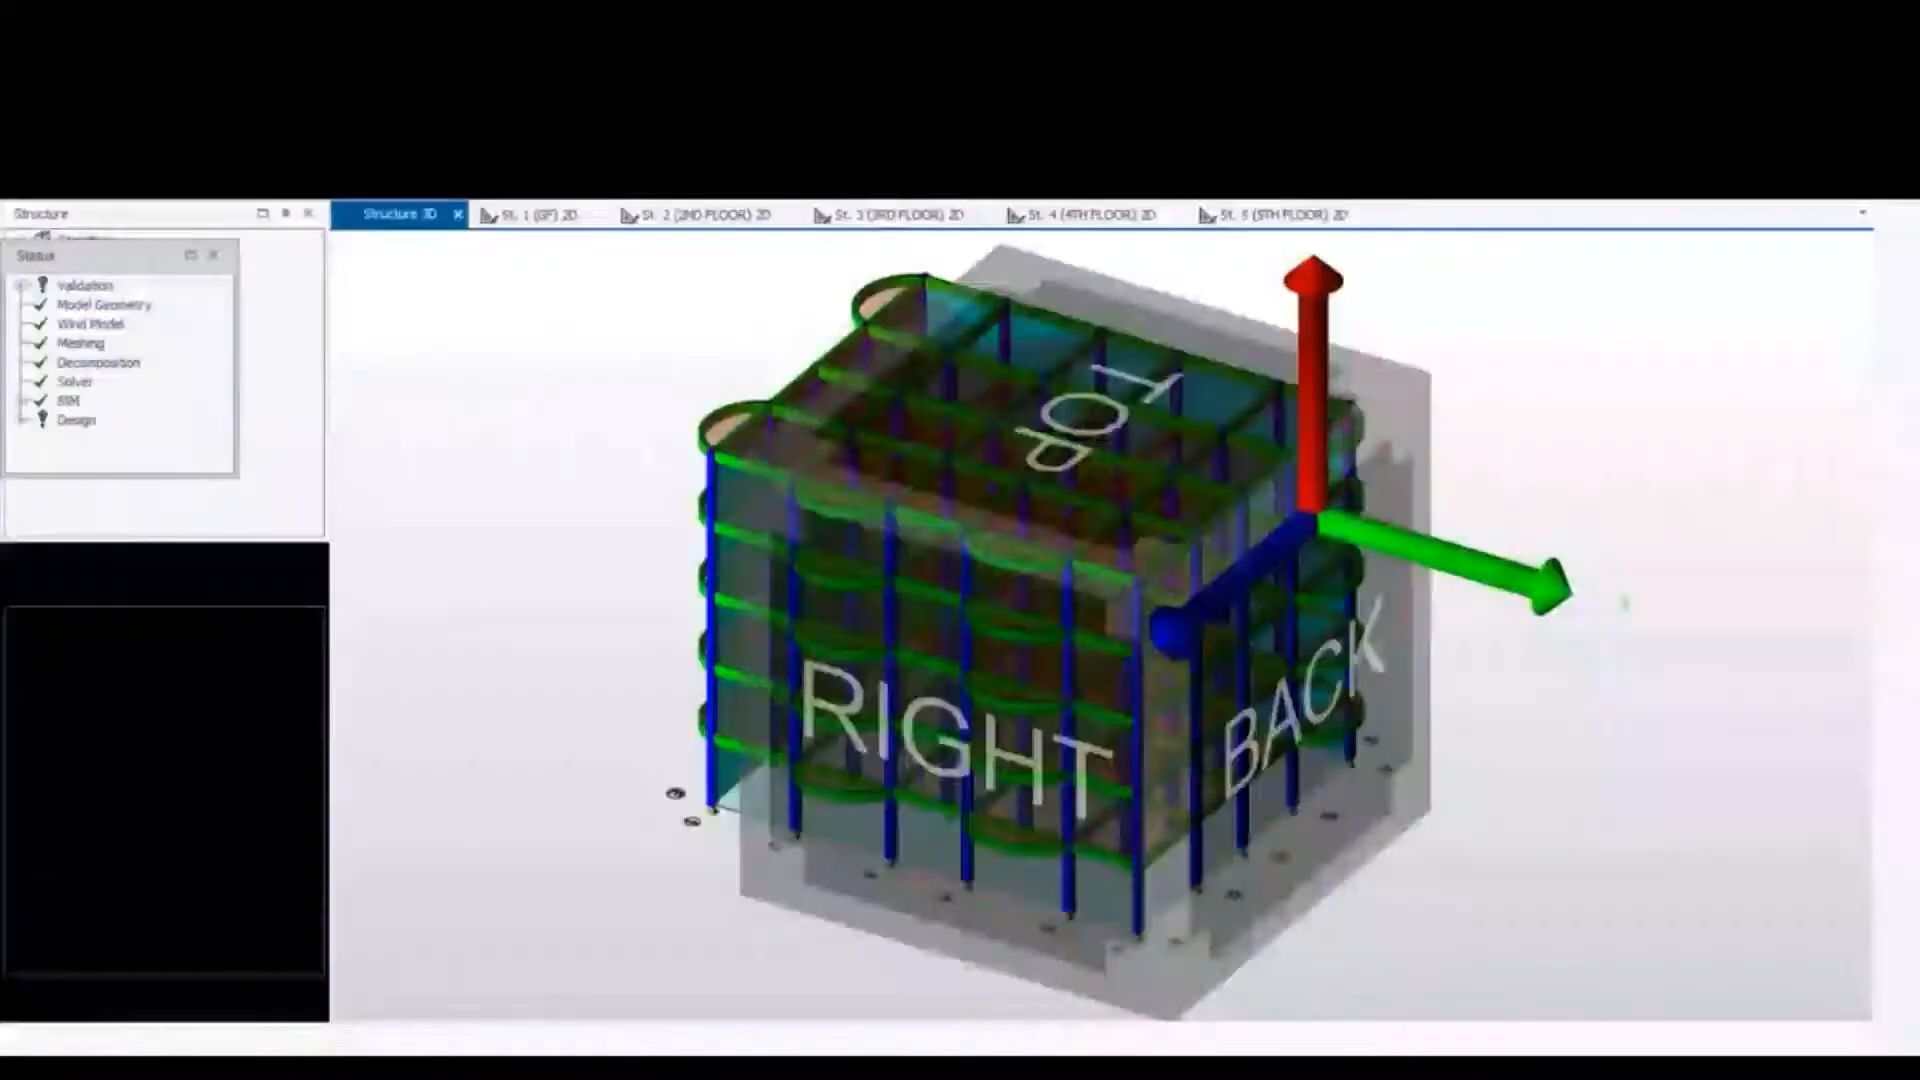 Structure
Structure 3D
St. 1 (GF) 2D
St. 2 (2ND FLOOR) 2D
St. 3 (3RD FLOOR) 2D
St. 4 (4TH FLOOR) 2D
St. 5 (5TH FLOOR) 2D
Status
Validation
Model Geometry
Wind Model
Meshing
Decomposition
Solver
Design
TOP
RIGHT
BACK